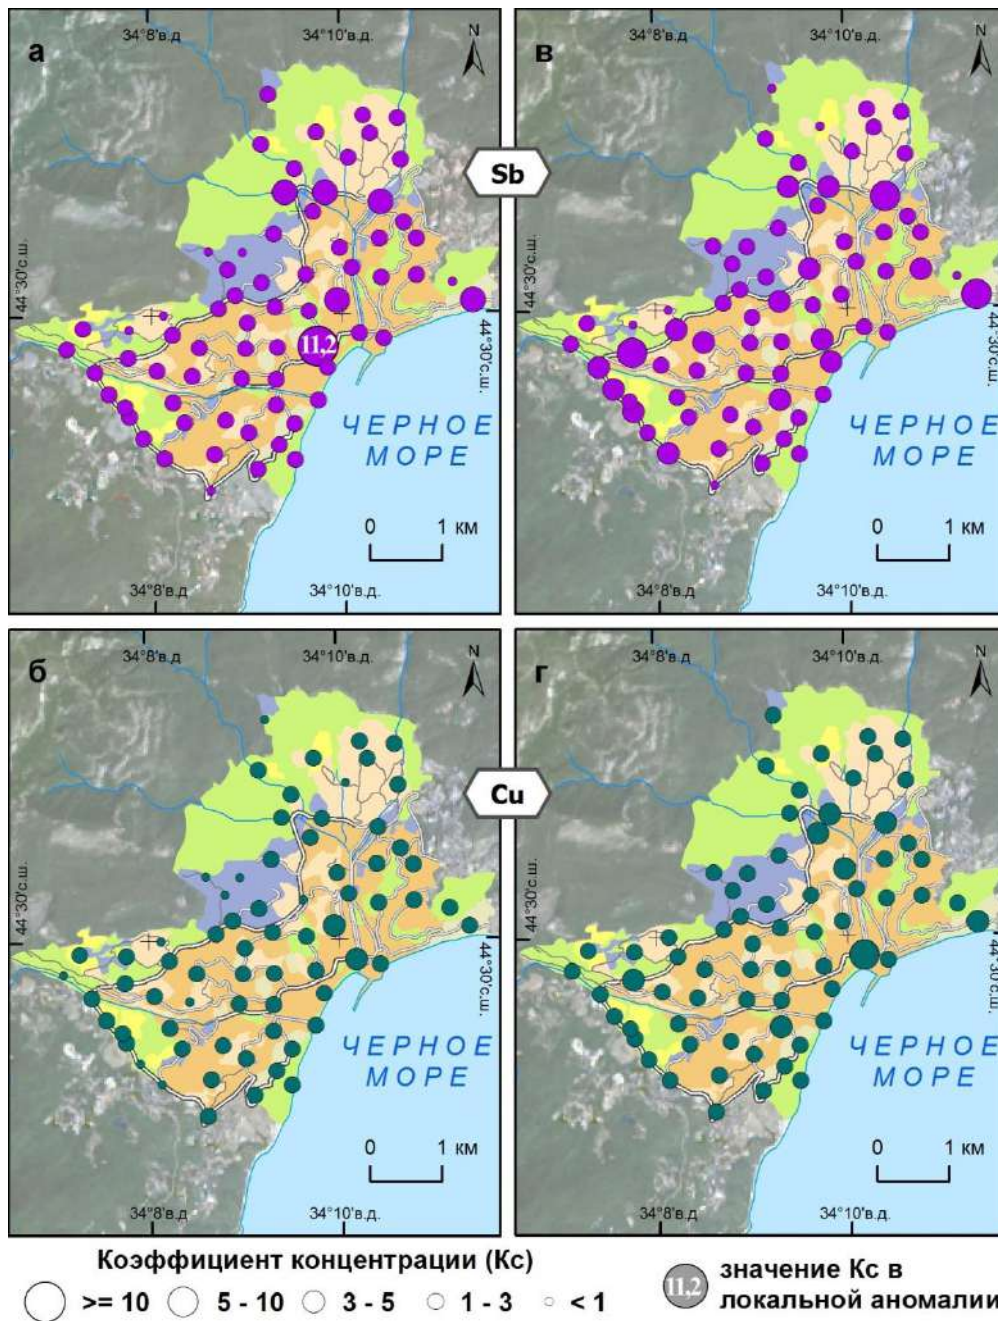 а
34°8'в.д.
34°10'в.д.
N
44°30'с.ш.
44°30'с.ш.
11,2
ЧЕРНОЕ
МОРЕ
0 1 км
34°8'в.д.
34°10'в.д.
Sb
в
34°8'в.д.
34°10'в.д.
N
44°30'с.ш.
44°30'с.ш.
ЧЕРНОЕ
МОРЕ
0 1 км
34°8'в.д.
34°10'в.д.
б
34°8'в.д
34°10'в.д.
N
44°30'с.ш.
44°30'с.ш.
ЧЕРНОЕ
МОРЕ
0 1 км
34°8'в.д
34°10'в.д.
Cu
г
34°8'в.д
34°10'в.д.
N
44°30'с.ш.
44°30'с.ш.
ЧЕРНОЕ
МОРЕ
0 1 км
34°8'в.д
34°10'в.д.
Коэффициент концентрации (Кс)
>= 10 5 - 10 3 - 5 1 - 3 < 1
11,2 значение Кс в
локальной аномалии